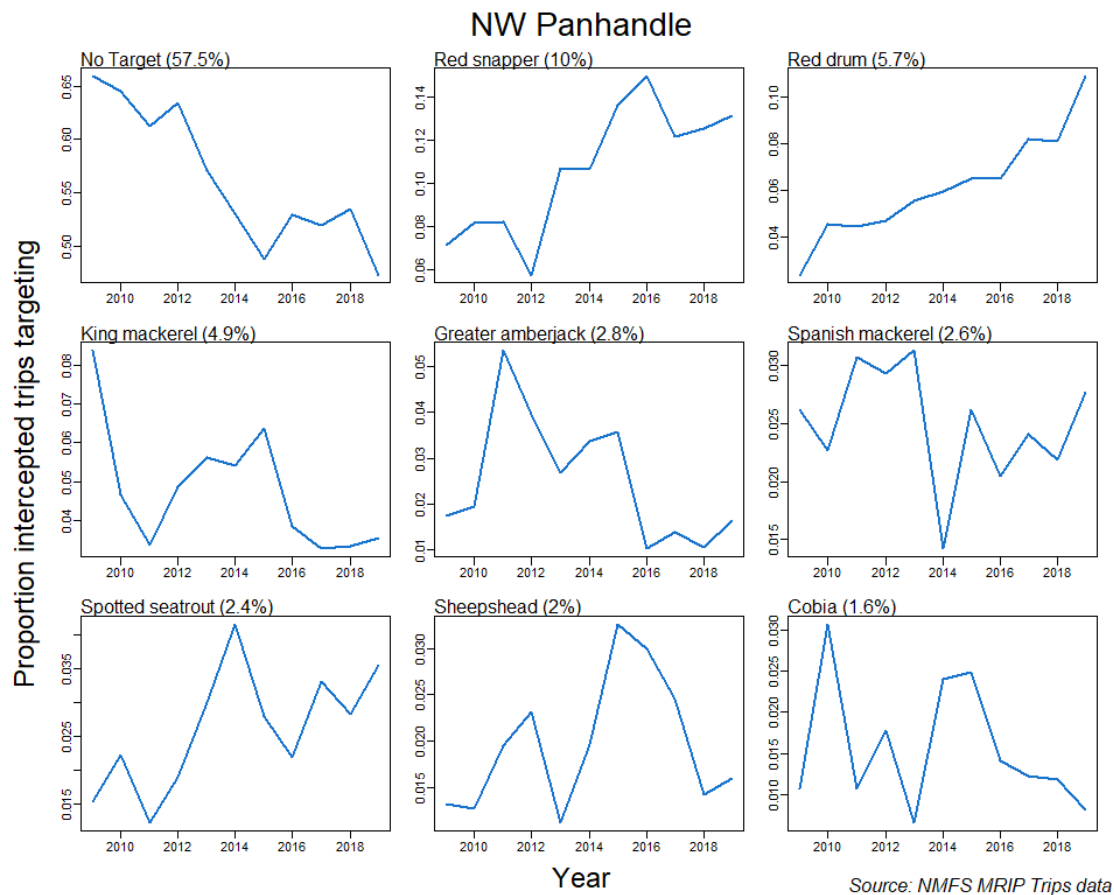 NW Panhandle
No Target (57.5%)
Red snapper (10%)
Red drum (5.7%)
0.65
0.60
0.55
0.50
0.14
0.12
0.10
0.08
0.06
0.10
0.08
0.06
0.04
2010 2012 2014 2016 2018
2010 2012 2014 2016 2018
2010 2012 2014 2016 2018
Proportion intercepted trips targeting
King mackerel (4.9%)
Greater amberjack (2.8%)
Spanish mackerel (2.6%)
0.08
0.07
0.06
0.05
0.04
0.05
0.04
0.03
0.02
0.01
0.030
0.025
0.020
0.015
2010 2012 2014 2016 2018
2010 2012 2014 2016 2018
2010 2012 2014 2016 2018
Spotted seatrout (2.4%)
Sheepshead (2%)
Cobia (1.6%)
0.035
0.025
0.015
0.030
0.025
0.020
0.015
0.030
0.025
0.020
0.015
0.010
2010 2012 2014 2016 2018
2010 2012 2014 2016 2018
2010 2012 2014 2016 2018
Year
Source: NMFS MRIP Trips data